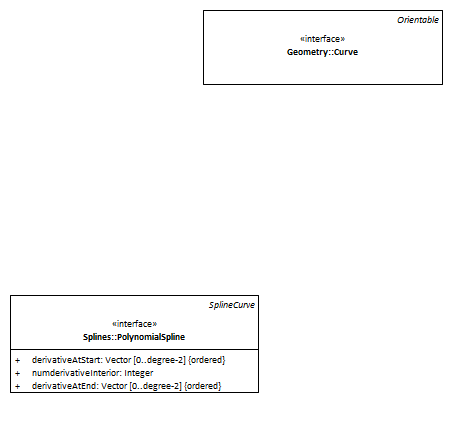 Orientable
«interface»
Geometry::Curve
SplineCurve
«interface»
Splines::PolynomialSpline
+ derivativeAtStart: Vector [0..degree-2] {ordered}
+ numderivativeInterior: Integer
+ derivativeAtEnd: Vector [0..degree-2] {ordered}